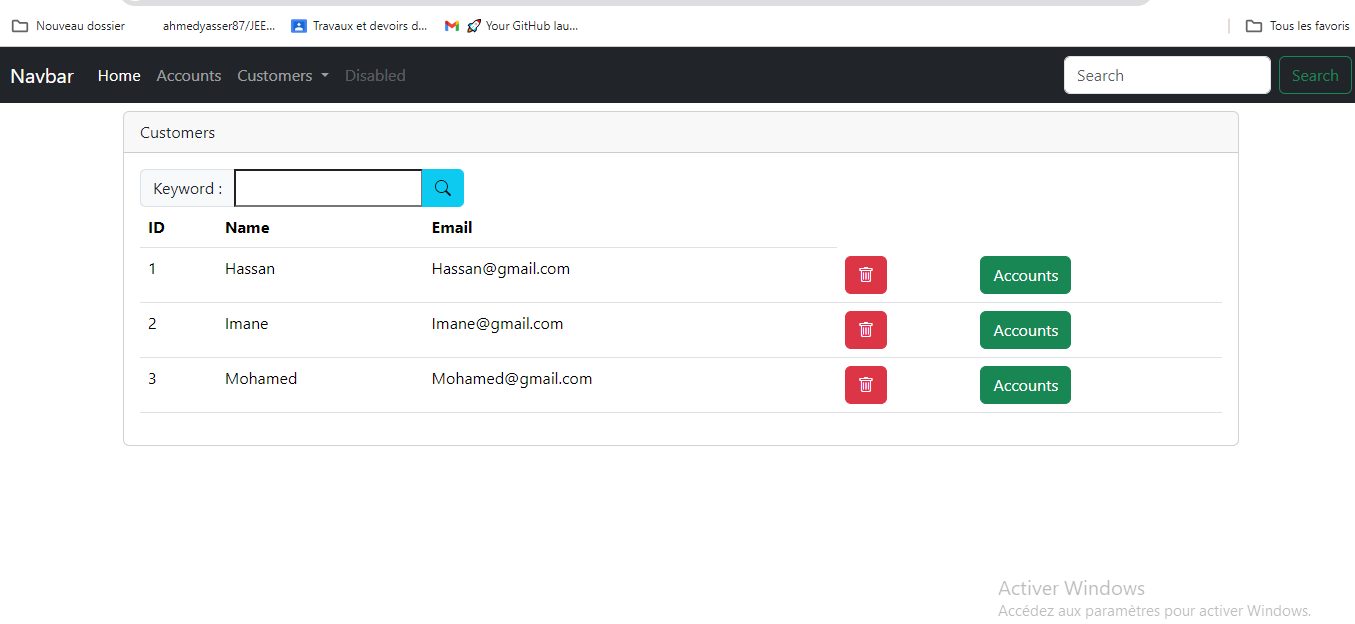 Nouveau dossier ahmedyasser87/JEE... Travaux et devoirs d... 🚀 Your GitHub lau... Tous les favoris
Navbar Home Accounts Customers Disabled Search Search
Customers
Keyword :
ID Name Email
1 Hassan Hassan@gmail.com Accounts
2 Imane Imane@gmail.com Accounts
3 Mohamed Mohamed@gmail.com Accounts
Activer Windows
Accédez aux paramètres pour activer Windows.